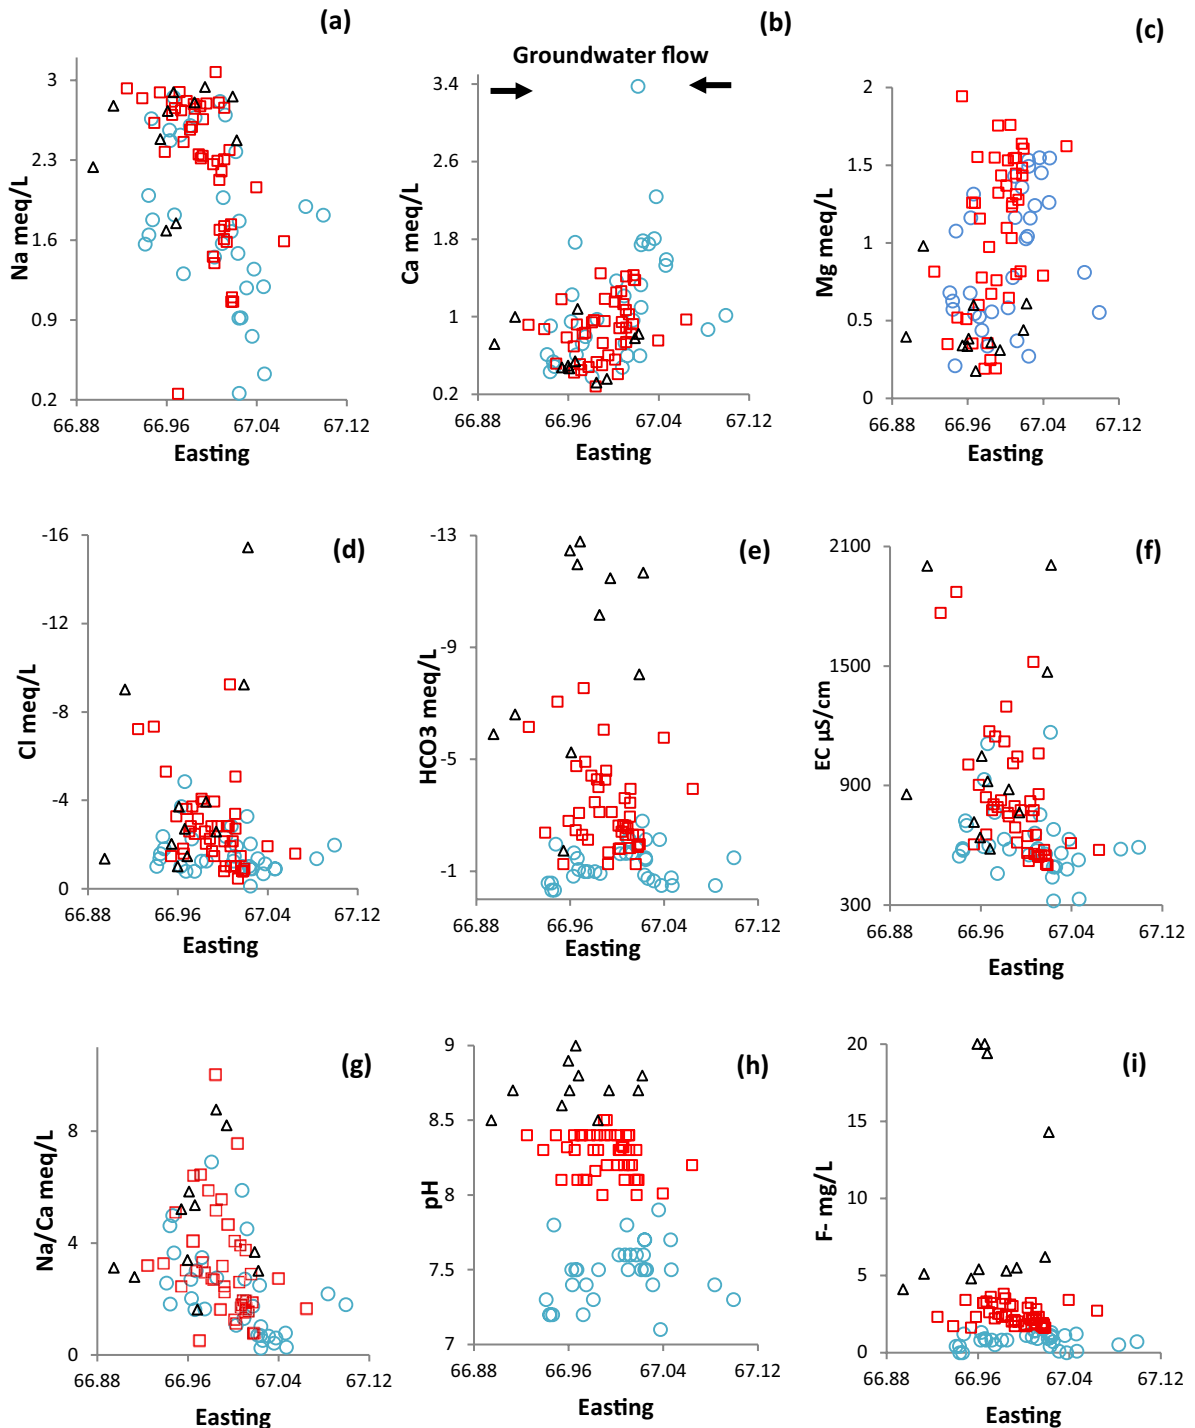 (a)
3
2.3
1.6
0.9
0.2
Na meq/L
66.88 66.96 67.04 67.12
Easting
(b)
Groundwater flow
3.4
2.6
1.8
1
0.2
Ca meq/L
66.88 66.96 67.04 67.12
Easting
(c)
2
1.5
1
0.5
0
Mg meq/L
66.88 66.96 67.04 67.12
Easting
(d)
-16
-12
-8
-4
0
Cl meq/L
66.88 66.96 67.04 67.12
Easting
(e)
-13
-9
-5
-1
HCO3 meq/L
66.88 66.96 67.04 67.12
Easting
(f)
2100
1500
900
300
EC µS/cm
66.88 66.96 67.04 67.12
Easting
(g)
8
4
0
Na/Ca meq/L
66.88 66.96 67.04 67.12
Easting
(h)
9
8.5
8
7.5
7
pH
66.88 66.96 67.04 67.12
Easting
(i)
20
15
10
5
0
F- mg/L
66.88 66.96 67.04 67.12
Easting